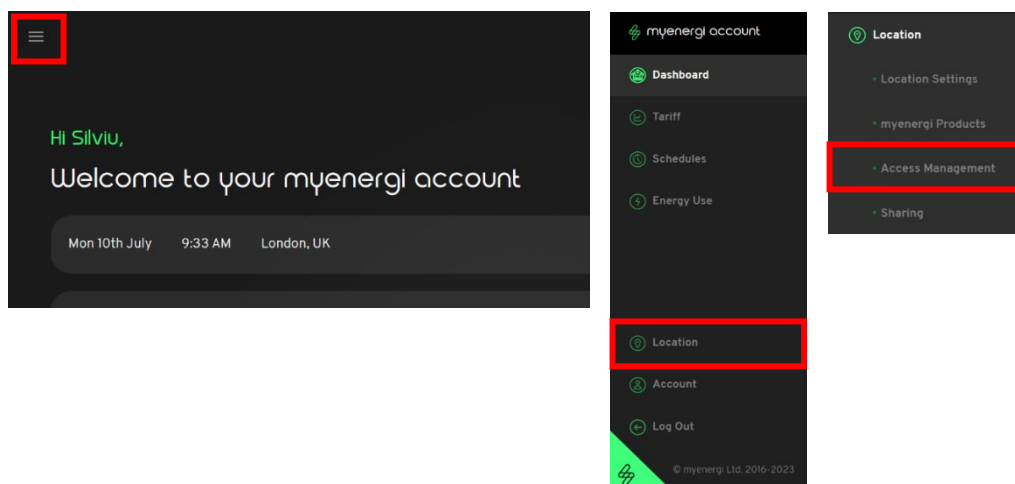 Hi Silviu,
Welcome to your myenergi account
Mon 10th July 9:33 AM London, UK
myenergi account
Dashboard
Tariff
Schedules
Energy Use
Location
Account
Log Out
© myenergi Ltd. 2016-2023
Location
Location Settings
myenergi Products
Access Management
Sharing